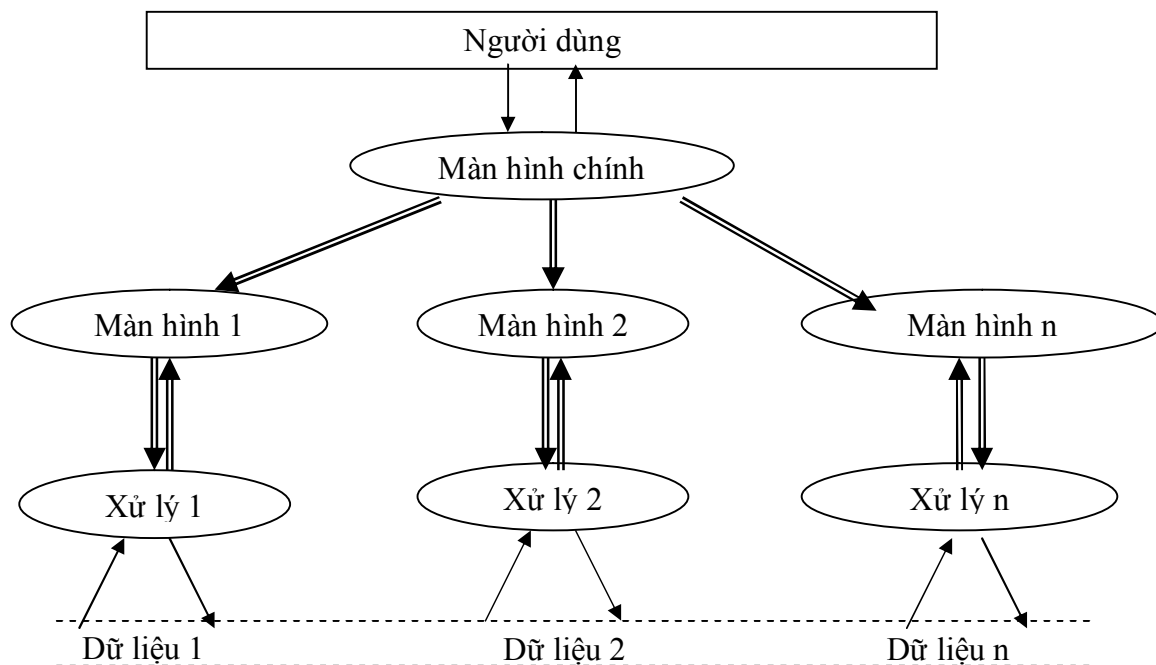 Người dùng
Màn hình chính
Màn hình 1
Màn hình 2
Màn hình n
Xử lý 1
Xử lý 2
Xử lý n
Dữ liệu 1
Dữ liệu 2
Dữ liệu n